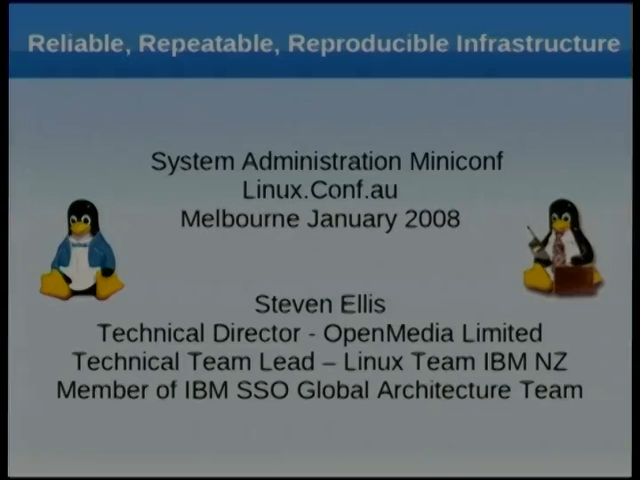 Reliable, Repeatable, Reproducible Infrastructure
System Administration Miniconf
Linux.Conf.au
Melbourne January 2008
Steven Ellis
Technical Director - OpenMedia Limited
Technical Team Lead – Linux Team IBM NZ
Member of IBM SSO Global Architecture Team